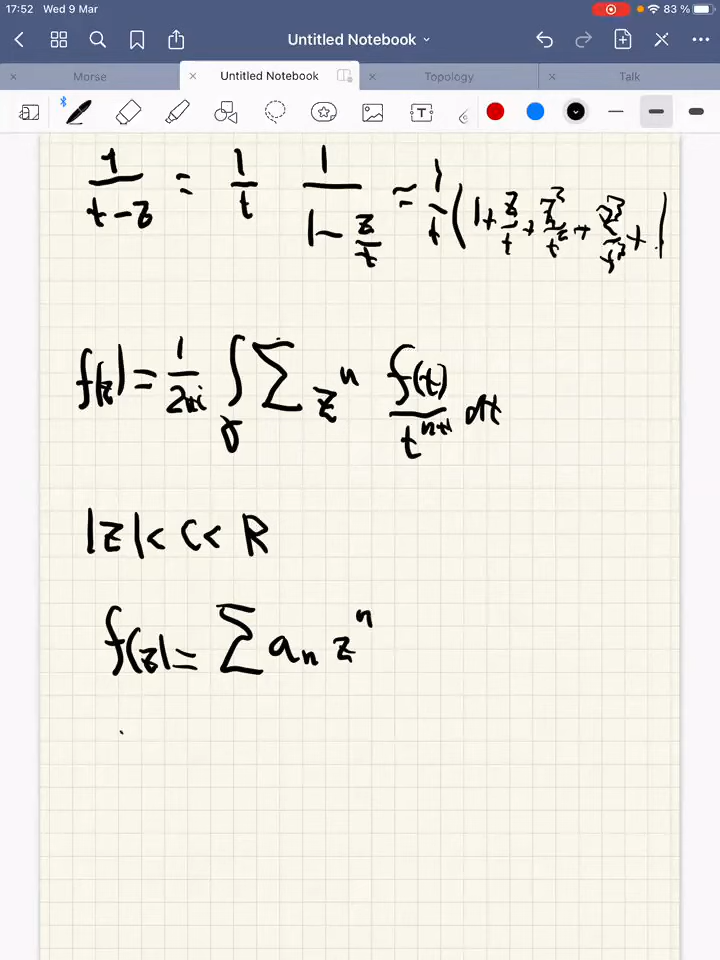 17:52 Wed 9 Mar 83 %
Untitled Notebook
Morse Untitled Notebook Topology Talk
1/(t-z) = 1/t 1/(1 - z/t) = 1/t (1 + z/t + z²/t² + z³/t³ + .)
f(z) = 1/2πi ∫_γ ∑ zⁿ f(t)/tⁿ⁺¹ dt
|z| < C < R
f(z) = ∑ aₙ zⁿ